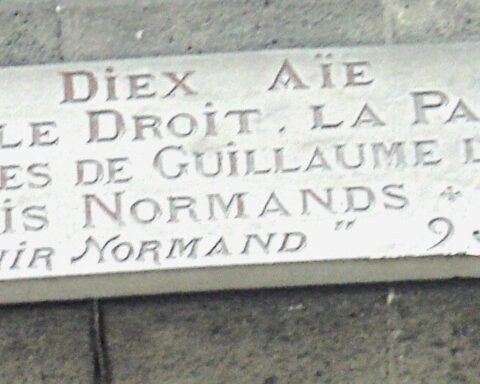 DiEX AÏE
LE DROiT, LA PA
ES DE GUiLLAUME D
iS NORMANDS *
NiR NORMAND " 9